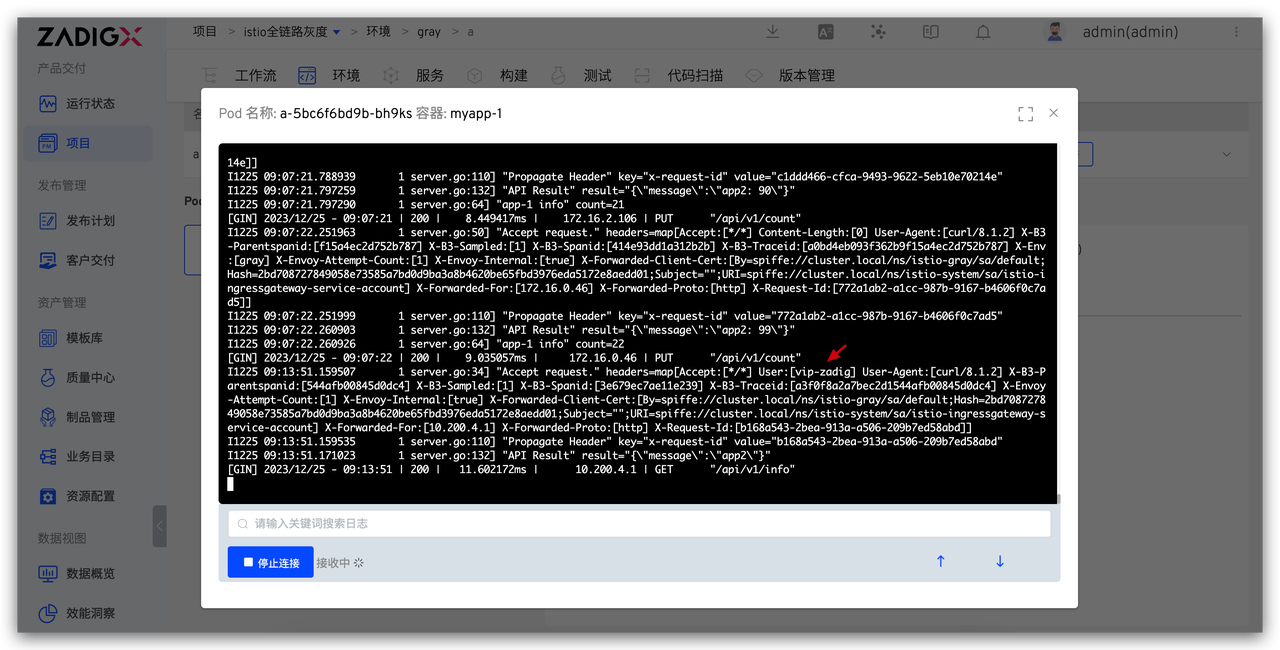 ZADIGX
项目 > istio全链路灰度 > 环境 > gray > a
admin(admin)
产品交付
运行状态
项目
发布管理
发布计划
客户交付
资产管理
模板库
质量中心
制品管理
业务目录
资源配置
数据视图
数据概览
效能洞察
工作流 环境 服务 构建 测试 代码扫描 版本管理
a
Pod 名称: a-5bc6f6bd9b-bh9ks 容器: myapp-1
14e]]
I1225 09:07:21.788939 1 server.go:110] "Propagate Header" key="x-request-id" value="c1ddd466-cfca-9493-9622-5eb10e70214e"
I1225 09:07:21.797259 1 server.go:132] "API Result" result="{\"message\":\"app2: 90\"}"
I1225 09:07:21.797290 1 server.go:64] "app-1 info" count=21
[GIN] 2023/12/25 - 09:07:21 | 200 | 8.449417ms | 172.16.2.106 | PUT "/api/v1/count"
I1225 09:07:22.251963 1 server.go:50] "Accept request." headers=map[Accept:[*/*] Content-Length:[0] User-Agent:[curl/8.1.2] X-B3
-Parentspanid:[f15a4ec2d752b787] X-B3-Sampled:[1] X-B3-Spanid:[414e93dd1a312b2b] X-B3-Traceid:[a0bd4eb093f362b9f15a4ec2d752b787] X-Env
:[gray] X-Envoy-Attempt-Count:[1] X-Envoy-Internal:[true] X-Forwarded-Client-Cert:[By=spiffe://cluster.local/ns/istio-gray/sa/default;
Hash=2bd708727849058e73585a7bd0d9ba3a8b4620be65fbd3976eda5172e8aedd01;Subject="";URI=spiffe://cluster.local/ns/istio-system/sa/istio-i
ngressgateway-service-account] X-Forwarded-For:[172.16.0.46] X-Forwarded-Proto:[http] X-Request-Id:[772a1ab2-a1cc-987b-9167-b4606f0c7a
d5]]
I1225 09:07:22.251999 1 server.go:110] "Propagate Header" key="x-request-id" value="772a1ab2-a1cc-987b-9167-b4606f0c7ad5"
I1225 09:07:22.260903 1 server.go:132] "API Result" result="{\"message\":\"app2: 99\"}"
I1225 09:07:22.260926 1 server.go:64] "app-1 info" count=22
[GIN] 2023/12/25 - 09:07:22 | 200 | 9.035057ms | 172.16.0.46 | PUT "/api/v1/count"
I1225 09:13:51.159507 1 server.go:34] "Accept request." headers=map[Accept:[*/*] User:[vip-zadig] User-Agent:[curl/8.1.2] X-B3-P
arentspanid:[544afb00845d0dc4] X-B3-Sampled:[1] X-B3-Spanid:[3e679ec7ae11e239] X-B3-Traceid:[a3f0f8a2a7bec2d1544afb00845d0dc4] X-Envoy
-Attempt-Count:[1] X-Envoy-Internal:[true] X-Forwarded-Client-Cert:[By=spiffe://cluster.local/ns/istio-gray/sa/default;Hash=2bd7087278
49058e73585a7bd0d9ba3a8b4620be65fbd3976eda5172e8aedd01;Subject="";URI=spiffe://cluster.local/ns/istio-system/sa/istio-ingressgateway-s
ervice-account] X-Forwarded-For:[10.200.4.1] X-Forwarded-Proto:[http] X-Request-Id:[b168a543-2bea-913a-a506-209b7ed58abd]]
I1225 09:13:51.159535 1 server.go:110] "Propagate Header" key="x-request-id" value="b168a543-2bea-913a-a506-209b7ed58abd"
I1225 09:13:51.171023 1 server.go:132] "API Result" result="{\"message\":\"app2\"}"
[GIN] 2023/12/25 - 09:13:51 | 200 | 11.602172ms | 10.200.4.1 | GET "/api/v1/info"
请输入关键词搜索日志
停止连接 接收中